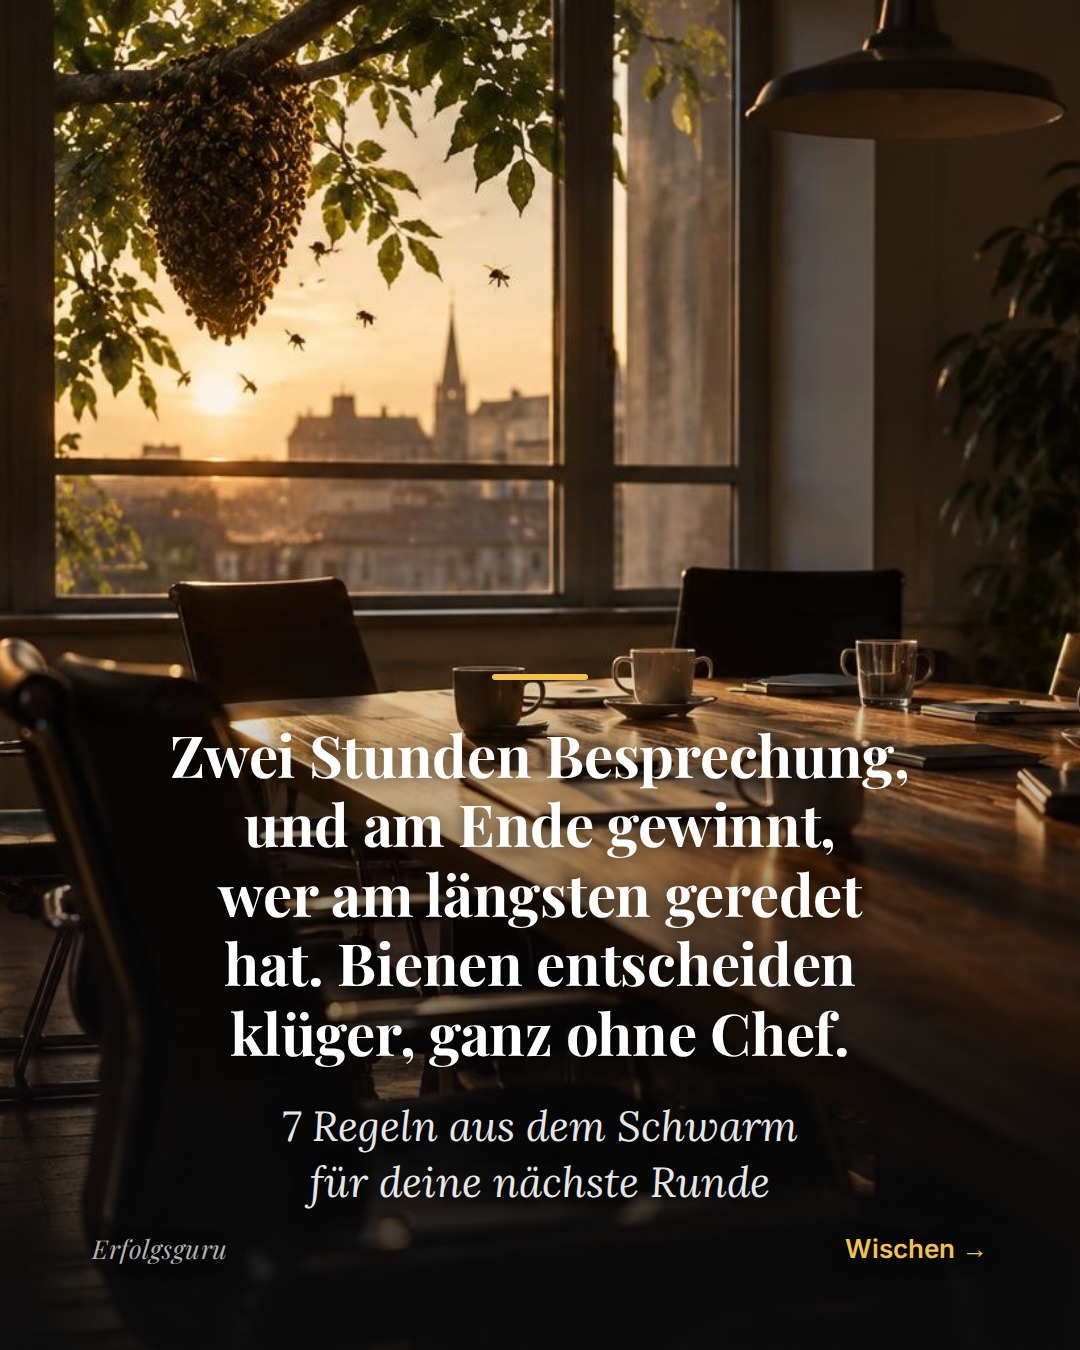 Zwei Stunden Besprechung,
und am Ende gewinnt,
wer am längsten geredet
hat. Bienen entscheiden
klüger, ganz ohne Chef.
7 Regeln aus dem Schwarm
für deine nächste Runde
Erfolgsguru
Wischen →